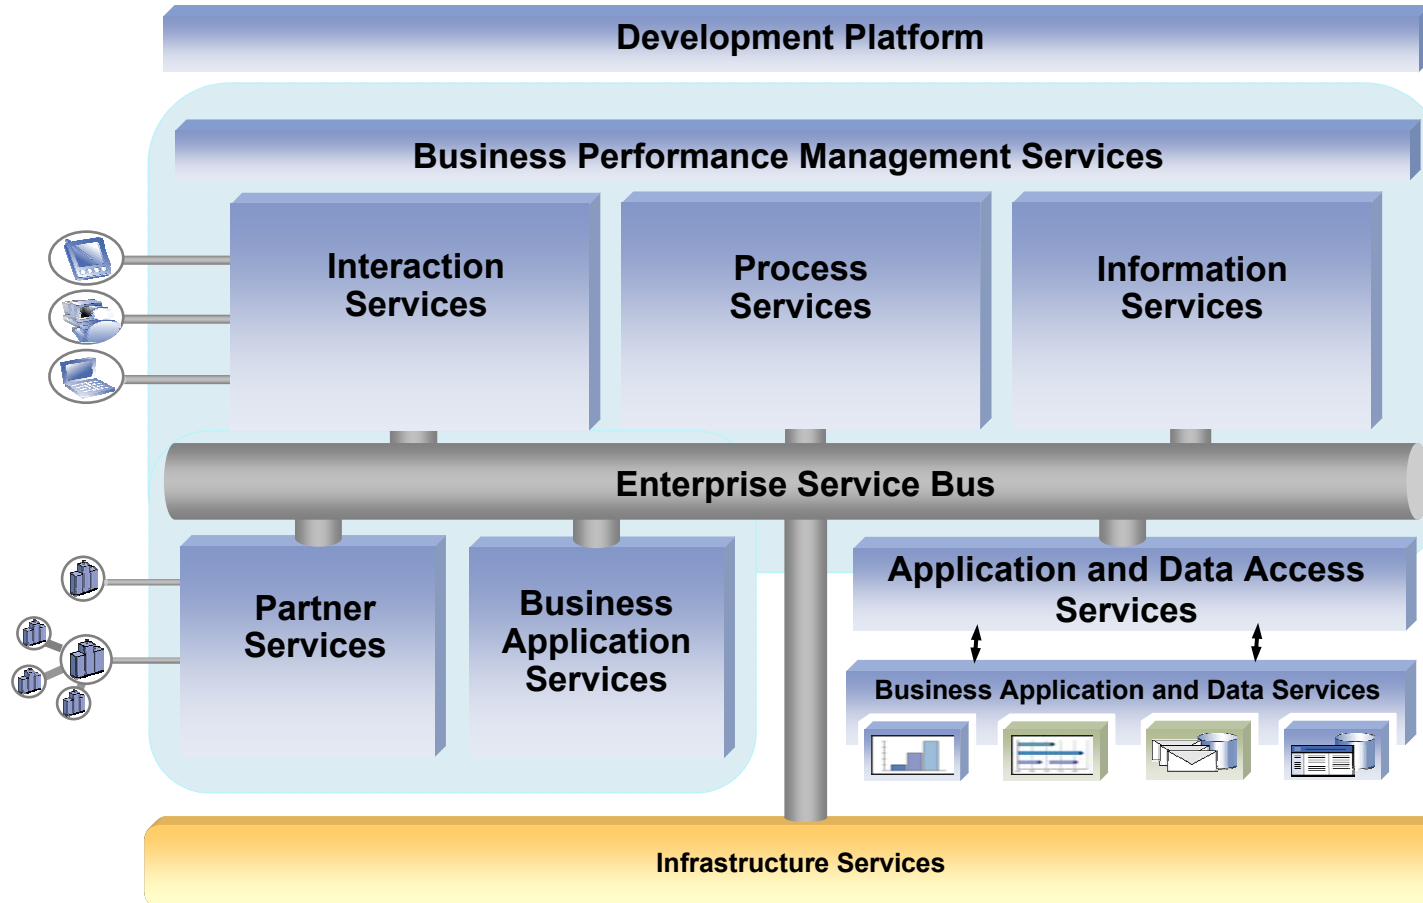 Development Platform
Business Performance Management Services
Interaction
Services
Process
Services
Information
Services
Enterprise Service Bus
Partner
Services
Business
Application
Services
Application and Data Access
Services
Business Application and Data Services
Infrastructure Services